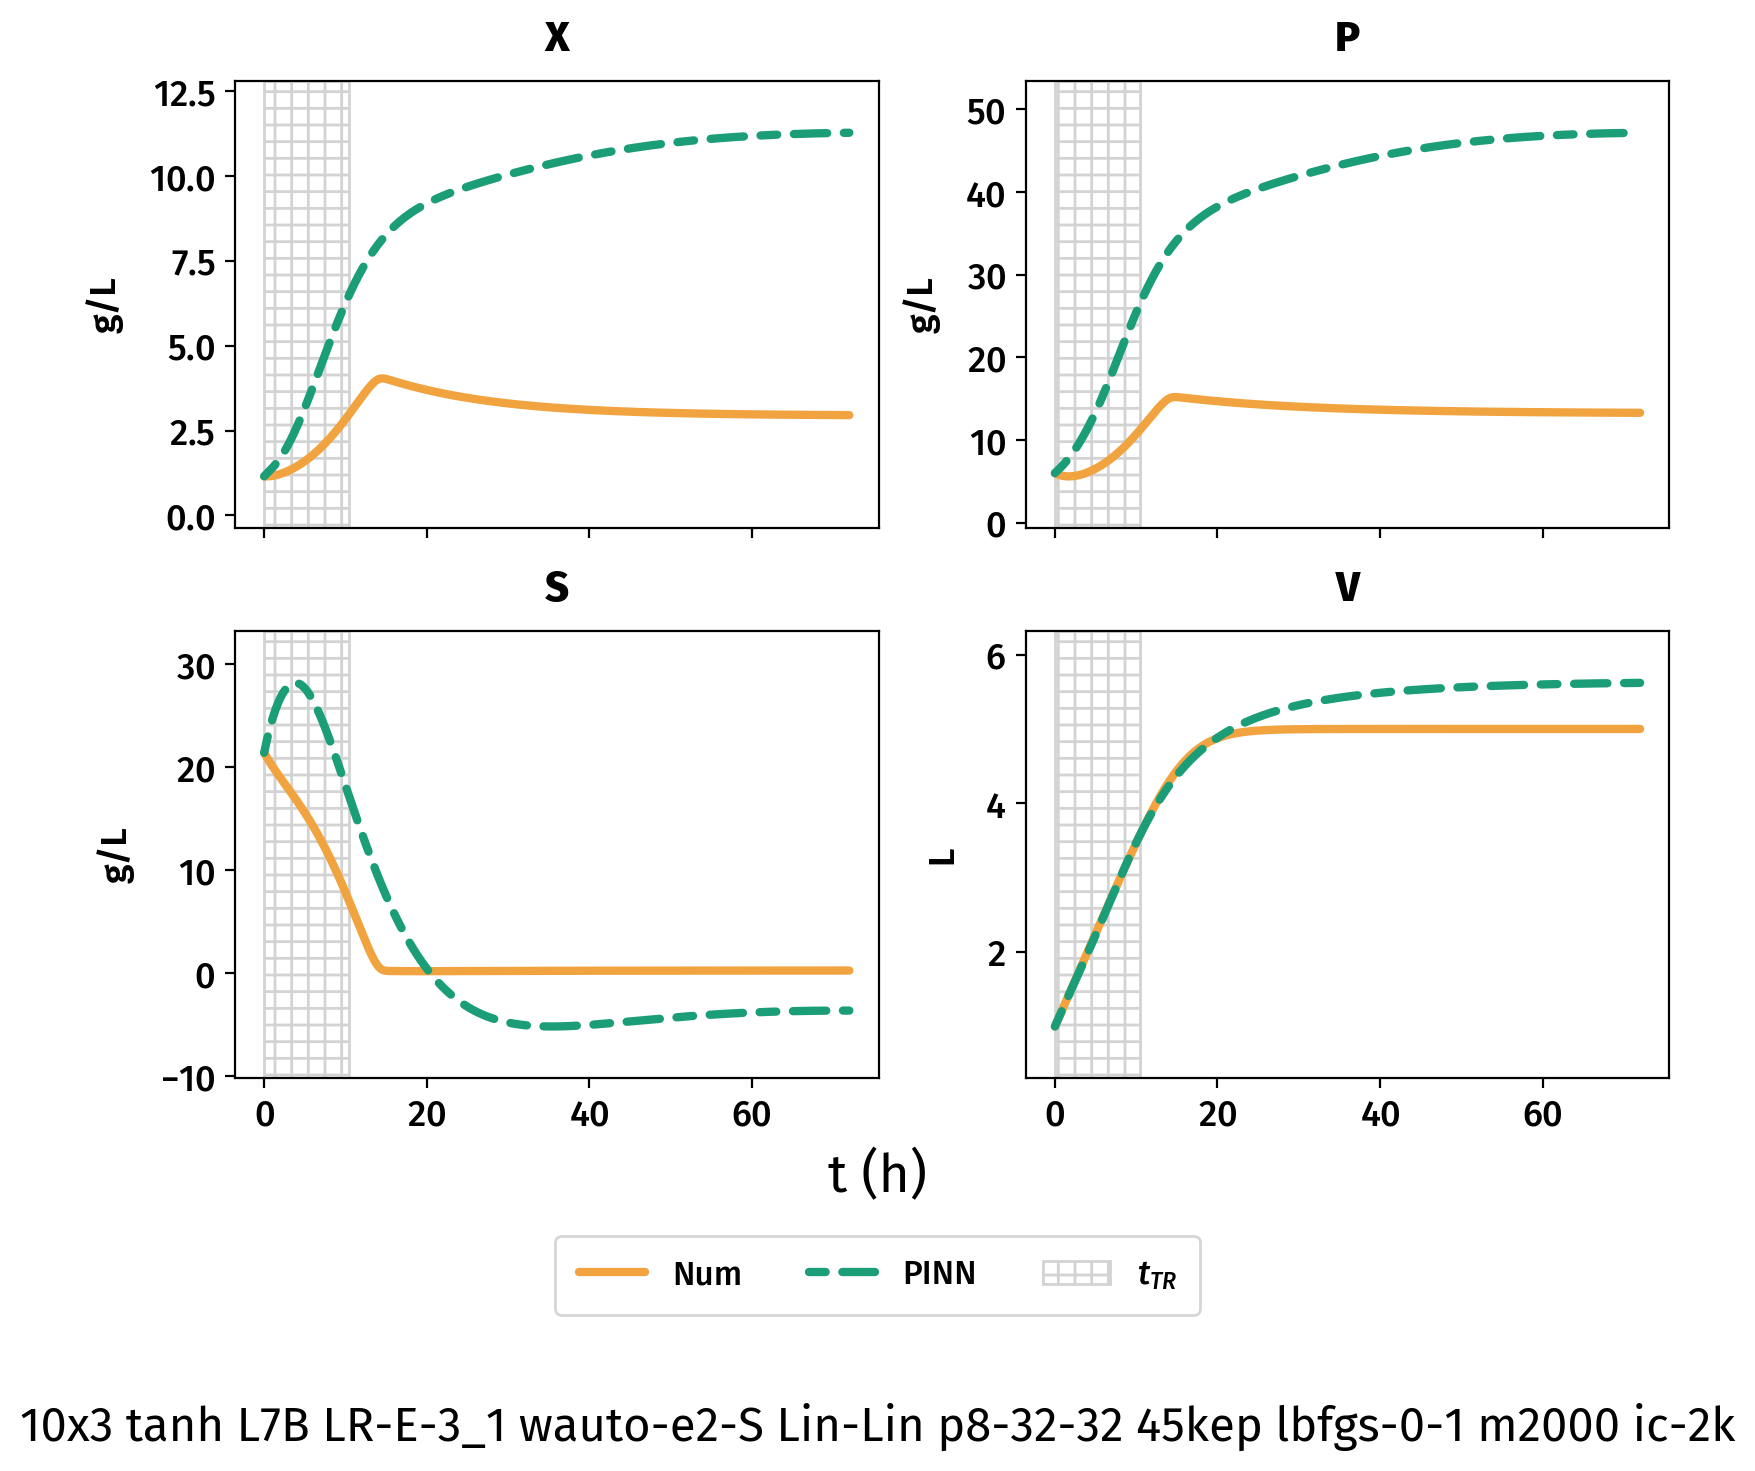 X
P
12.5
10.0
7.5
5.0
2.5
0.0
g/L
50
40
30
20
10
0
g/L
S
V
30
20
10
0
−10
g/L
0 20 40 60
6
4
2
L
0 20 40 60
t (h)
Num PINN t_TR
10x3 tanh L7B LR-E-3_1 wauto-e2-S Lin-Lin p8-32-32 45kep lbfgs-0-1 m2000 ic-2k